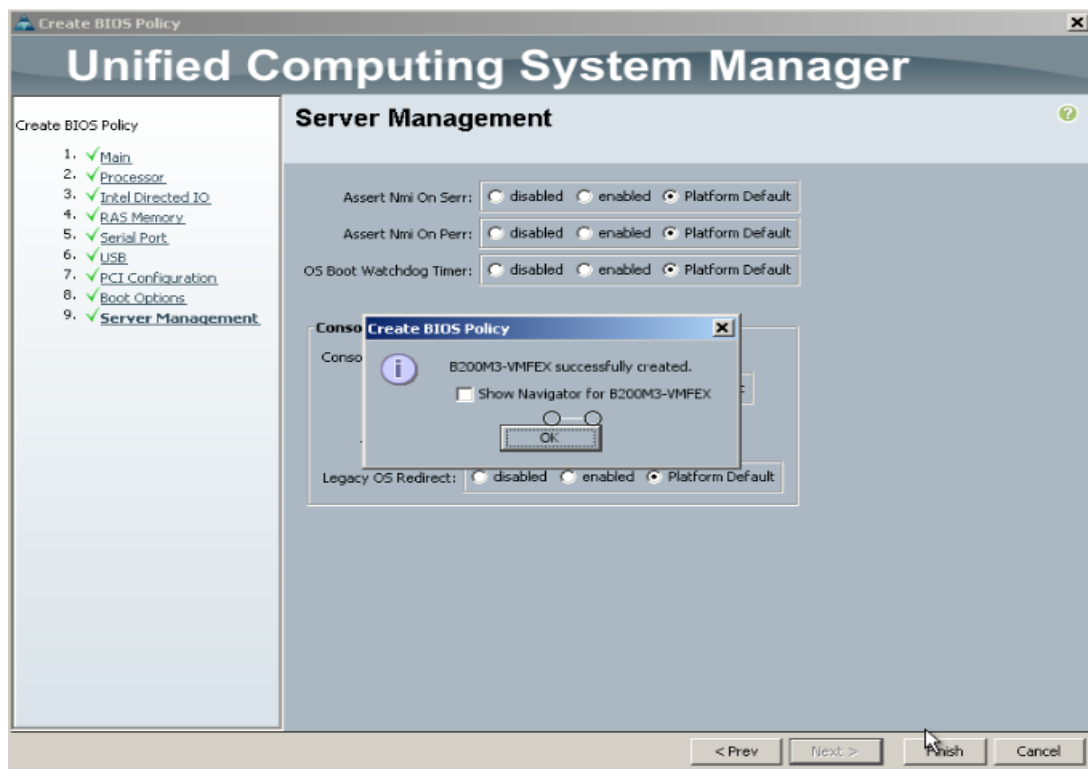 Create BIOS Policy
Unified Computing System Manager
Create BIOS Policy
1. Main
2. Processor
3. Intel Directed IO
4. RAS Memory
5. Serial Port
6. USB
7. PCI Configuration
8. Boot Options
9. Server Management
Server Management
Assert Nmi On Serr: disabled enabled Platform Default
Assert Nmi On Perr: disabled enabled Platform Default
OS Boot Watchdog Timer: disabled enabled Platform Default
Create BIOS Policy
B200M3-VMFEX successfully created.
Show Navigator for B200M3-VMFEX
OK
Legacy OS Redirect: disabled enabled Platform Default
< Prev Next > Finish Cancel